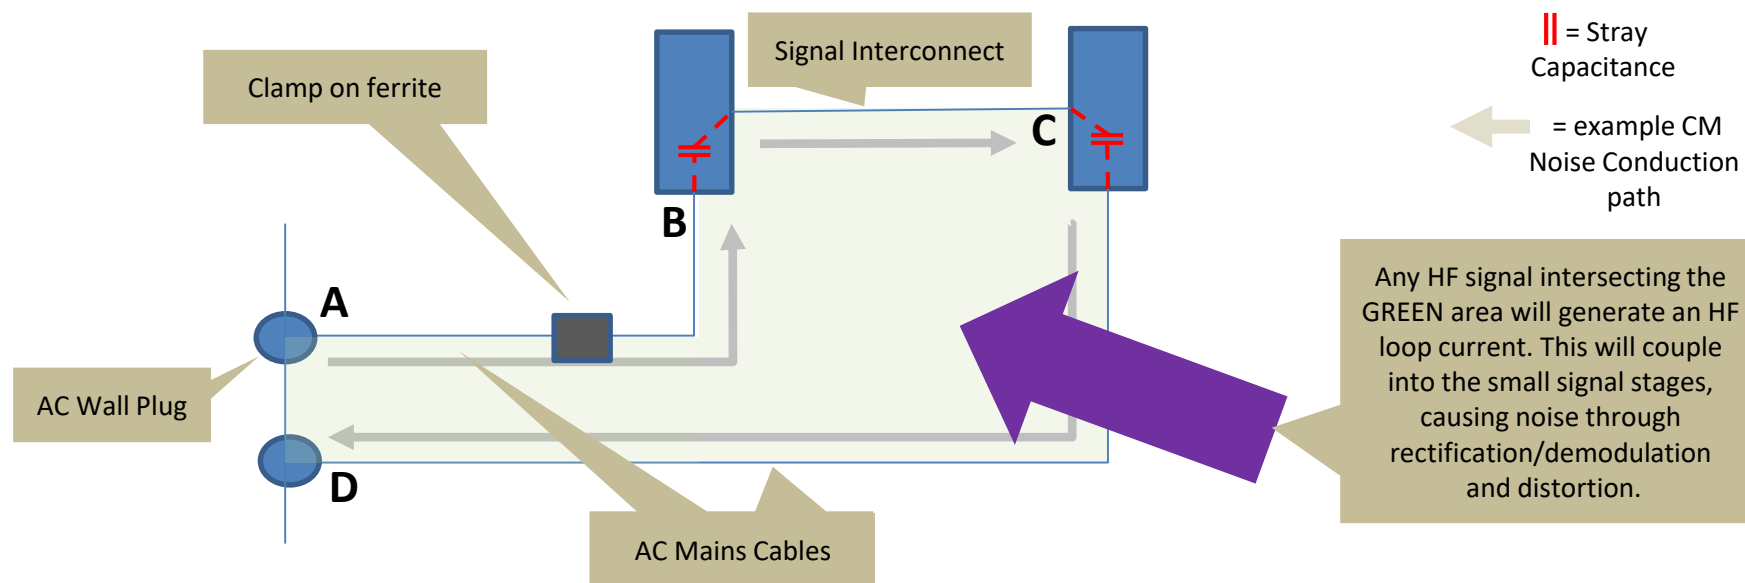 Signal Interconnect
Clamp on ferrite
= Stray
Capacitance
= example CM
Noise Conduction
path
C
B
A
AC Wall Plug
D
AC Mains Cables
Any HF signal intersecting the
GREEN area will generate an HF
loop current. This will couple
into the small signal stages,
causing noise through
rectification/demodulation
and distortion.